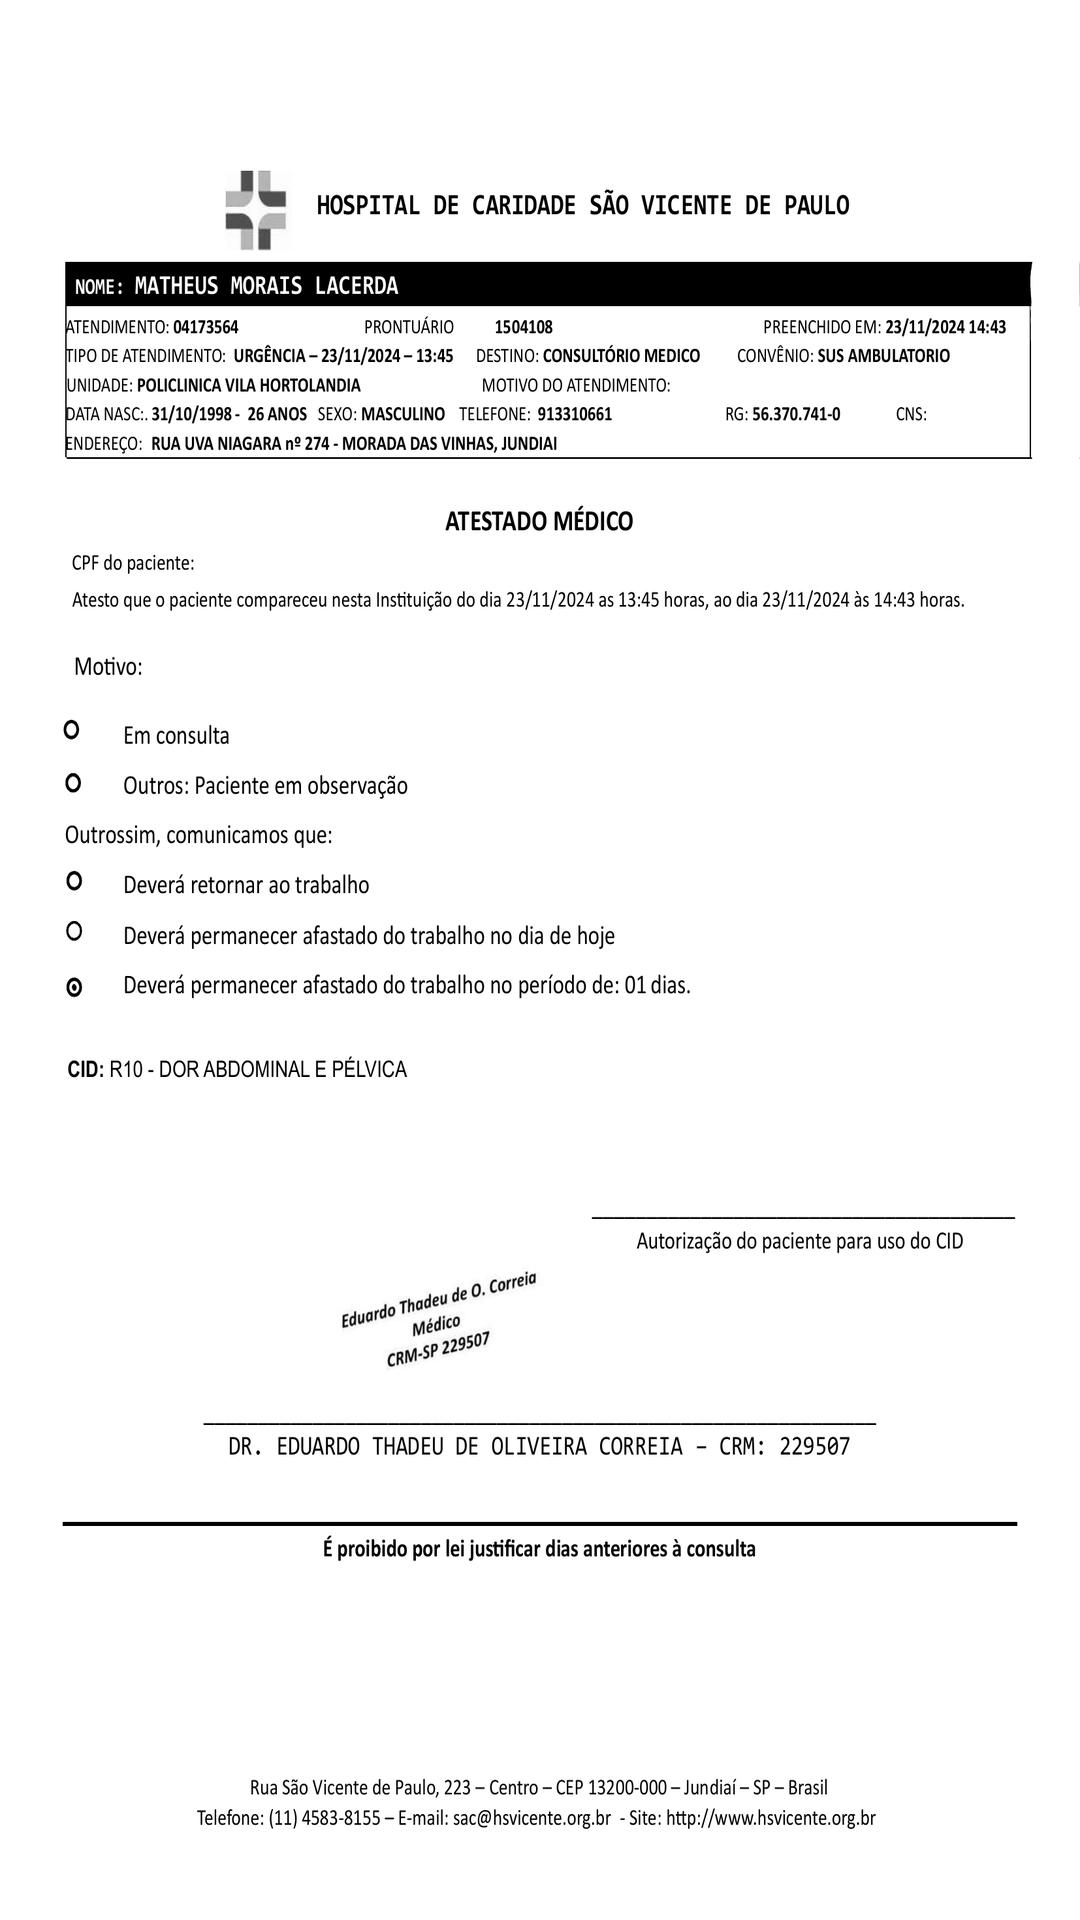 HOSPITAL DE CARIDADE SÃO VICENTE DE PAULO
NOME: MATHEUS MORAIS LACERDA
ATENDIMENTO: 04173564 PRONTUÁRIO 1504108 PREENCHIDO EM: 23/11/2024 14:43
TIPO DE ATENDIMENTO: URGÊNCIA – 23/11/2024 – 13:45 DESTINO: CONSULTÓRIO MEDICO CONVÊNIO: SUS AMBULATORIO
UNIDADE: POLICLINICA VILA HORTOLANDIA MOTIVO DO ATENDIMENTO:
DATA NASC:. 31/10/1998 - 26 ANOS SEXO: MASCULINO TELEFONE: 913310661 RG: 56.370.741-0 CNS:
ENDEREÇO: RUA UVA NIAGARA nº 274 - MORADA DAS VINHAS, JUNDIAI
ATESTADO MÉDICO
CPF do paciente:
Atesto que o paciente compareceu nesta Instituição do dia 23/11/2024 as 13:45 horas, ao dia 23/11/2024 às 14:43 horas.
Motivo:
Em consulta
Outros: Paciente em observação
Outrossim, comunicamos que:
Deverá retornar ao trabalho
Deverá permanecer afastado do trabalho no dia de hoje
Deverá permanecer afastado do trabalho no período de: 01 dias.
CID: R10 - DOR ABDOMINAL E PÉLVICA
Autorização do paciente para uso do CID
Eduardo Thadeu de O. Correia
Médico
CRM-SP 229507
DR. EDUARDO THADEU DE OLIVEIRA CORREIA – CRM: 229507
É proibido por lei justificar dias anteriores à consulta
Rua São Vicente de Paulo, 223 – Centro – CEP 13200-000 – Jundiaí – SP – Brasil
Telefone: (11) 4583-8155 – E-mail: sac@hsvicente.org.br - Site: http://www.hsvicente.org.br